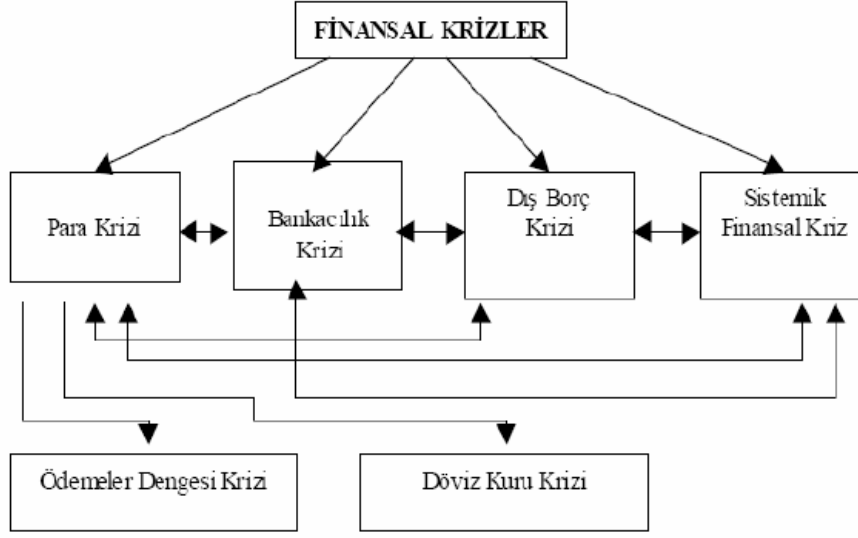 FİNANSAL KRİZLER
Para Krizi
Bankacılık
Krizi
Dış Borç
Krizi
Sistemik
Finansal Kriz
Ödemeler Dengesi Krizi
Döviz Kuru Krizi